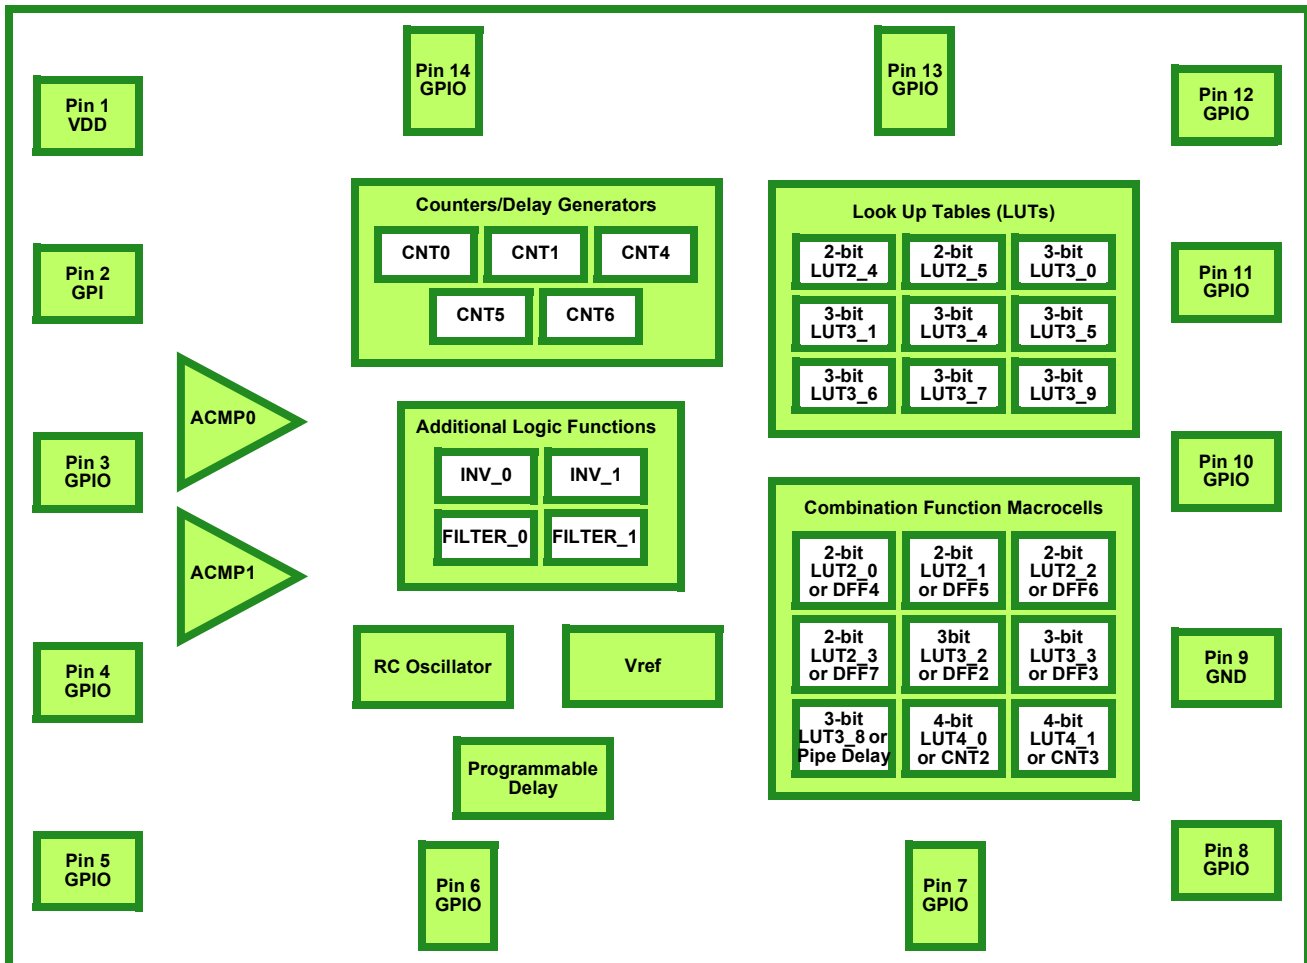 Pin 14
GPIO
Pin 13
GPIO
Pin 1
VDD
Pin 12
GPIO
Counters/Delay Generators
CNT0
CNT1
CNT4
CNT5
CNT6
Look Up Tables (LUTs)
2-bit
LUT2_4
2-bit
LUT2_5
3-bit
LUT3_0
3-bit
LUT3_1
3-bit
LUT3_4
3-bit
LUT3_5
3-bit
LUT3_6
3-bit
LUT3_7
3-bit
LUT3_9
Pin 2
GPI
Pin 11
GPIO
ACMP0
Additional Logic Functions
INV_0
INV_1
FILTER_0
FILTER_1
Pin 3
GPIO
Pin 10
GPIO
ACMP1
Combination Function Macrocells
2-bit
LUT2_0
or DFF4
2-bit
LUT2_1
or DFF5
2-bit
LUT2_2
or DFF6
2-bit
LUT2_3
or DFF7
3bit
LUT3_2
or DFF2
3-bit
LUT3_3
or DFF3
3-bit
LUT3_8 or
Pipe Delay
4-bit
LUT4_0
or CNT2
4-bit
LUT4_1
or CNT3
RC Oscillator
Vref
Pin 4
GPIO
Pin 9
GND
Programmable
Delay
Pin 5
GPIO
Pin 6
GPIO
Pin 7
GPIO
Pin 8
GPIO